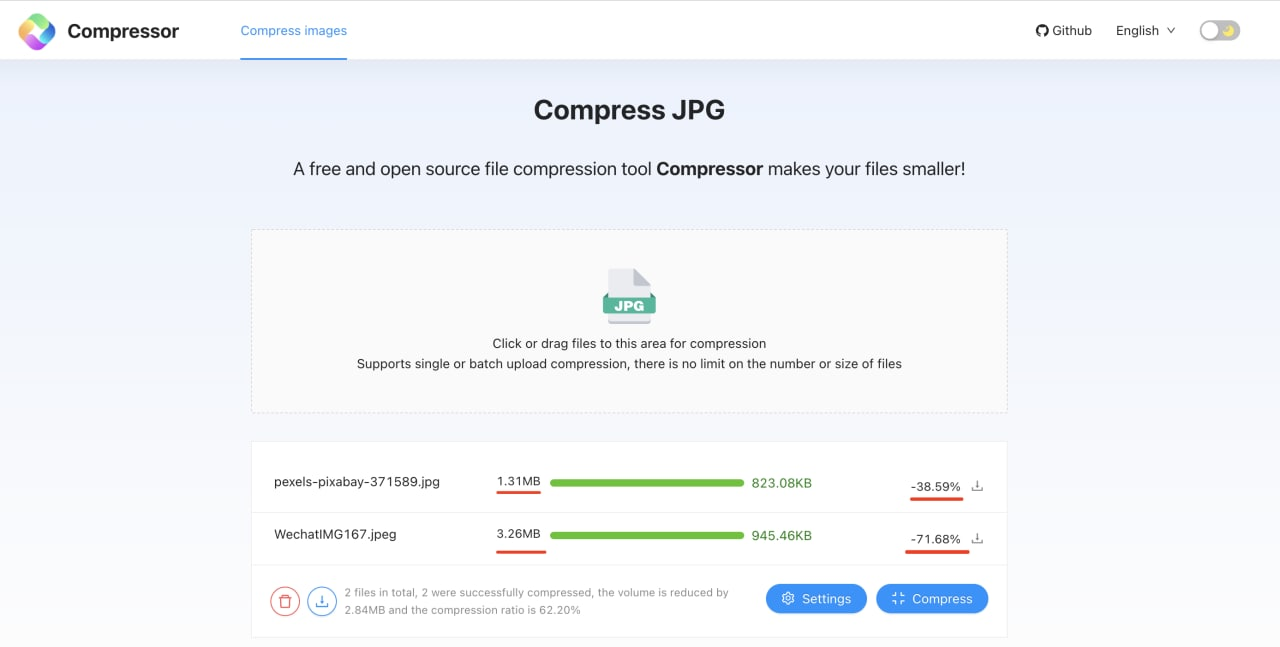 Compressor
Compress images
Github
English
Compress JPG
A free and open source file compression tool Compressor makes your files smaller!
JPG
Click or drag files to this area for compression
Supports single or batch upload compression, there is no limit on the number or size of files
pexels-pixabay-371589.jpg 1.31MB 823.08KB -38.59%
WechatIMG167.jpeg 3.26MB 945.46KB -71.68%
2 files in total, 2 were successfully compressed, the volume is reduced by
2.84MB and the compression ratio is 62.20%
Settings
Compress